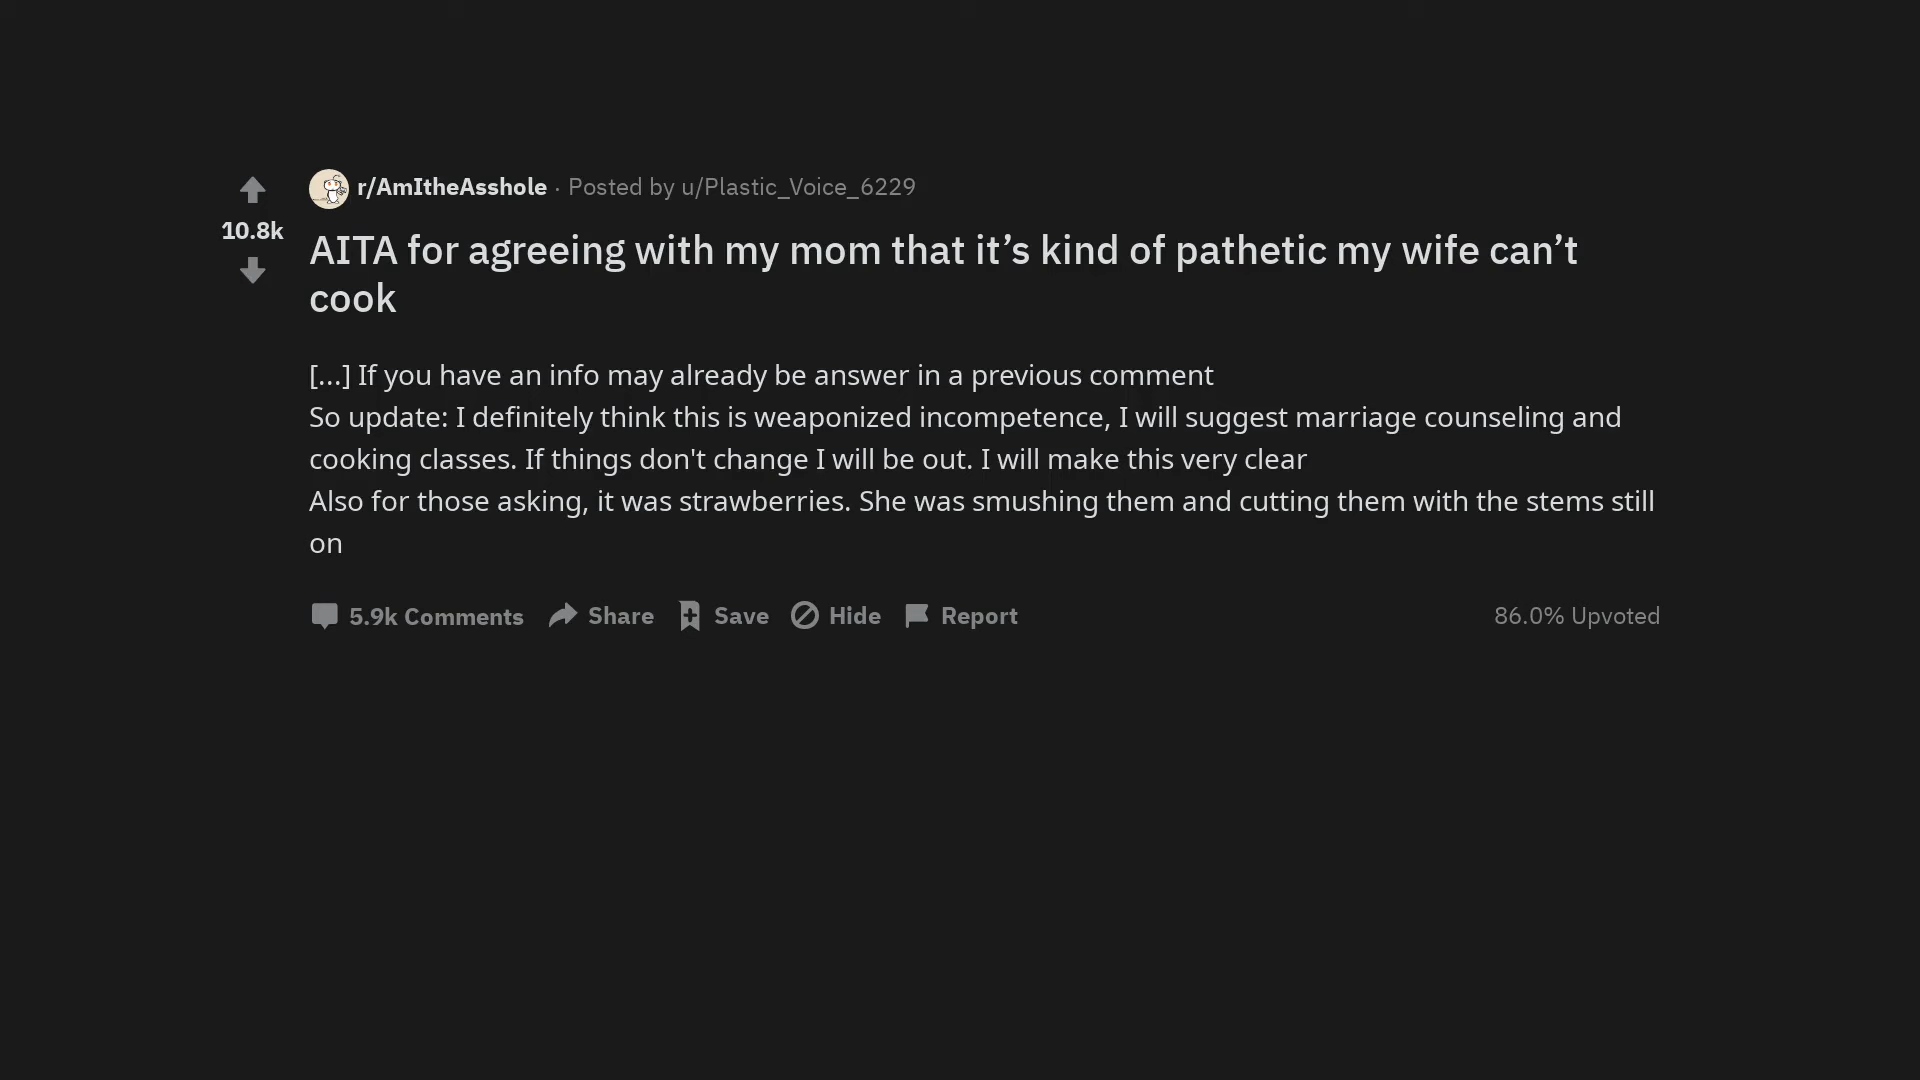 r/AmItheAsshole · Posted by u/Plastic_Voice_6229
10.8k
AITA for agreeing with my mom that it’s kind of pathetic my wife can’t
cook
[...] If you have an info may already be answer in a previous comment
So update: I definitely think this is weaponized incompetence, I will suggest marriage counseling and
cooking classes. If things don't change I will be out. I will make this very clear
Also for those asking, it was strawberries. She was smushing them and cutting them with the stems still
on
5.9k Comments Share Save Hide Report 86.0% Upvoted